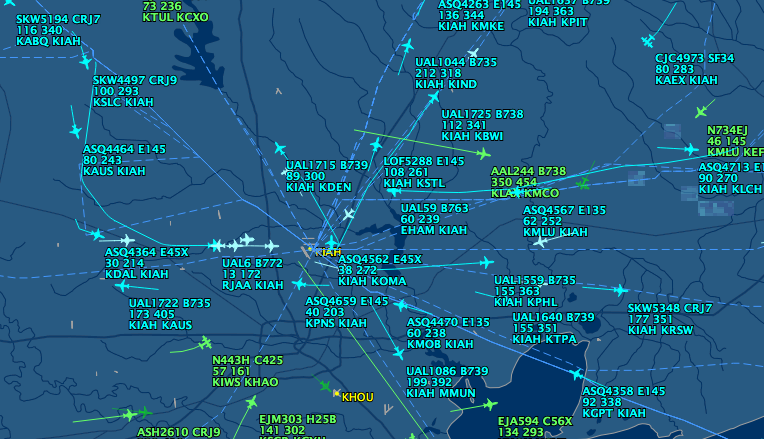 73 236
KTUL KCXO
SKW5194 CRJ7
116 340
KABQ KIAH
ASQ4263 E145
136 344
KIAH KMKE
UAL1637 B739
194 363
KIAH KPIT
SKW4497 CRJ9
100 293
KSLC KIAH
UAL1044 B735
212 318
KIAH KIND
CJC4973 SF34
80 283
KAEX KIAH
UAL1725 B738
112 341
KIAH KBWI
N734EJ
46 145
KMLU KEF
ASQ4464 E145
80 243
KAUS KIAH
UAL1715 B739
89 300
KIAH KDEN
LOF5288 E145
108 261
KIAH KSTL
AAL244 B738
350 454
KLAX KMCO
ASQ4713 E1
90 270
KIAH KLCH
UAL59 B763
60 239
EHAM KIAH
ASQ4567 E135
62 252
KMLU KIAH
ASQ4364 E45X
30 214
KDAL KIAH
UAL6 B772
13 172
RJAA KIAH
KIAH
ASQ4562 E45X
38 272
KIAH KOMA
UAL1559 B735
155 363
KIAH KPHL
UAL1722 B735
173 405
KIAH KAUS
ASQ4659 E145
40 203
KPNS KIAH
ASQ4470 E135
60 238
KMOB KIAH
UAL1640 B739
155 351
KIAH KTPA
SKW5348 CRJ7
177 351
KIAH KRSW
N443H C425
57 161
KIWS KHAO
UAL1086 B739
199 392
KIAH MMUN
KHOU
ASQ4358 E145
92 338
KGPT KIAH
ASH2610 CRJ9
EJM303 H25B
141 302
EJA594 C56X
134 293